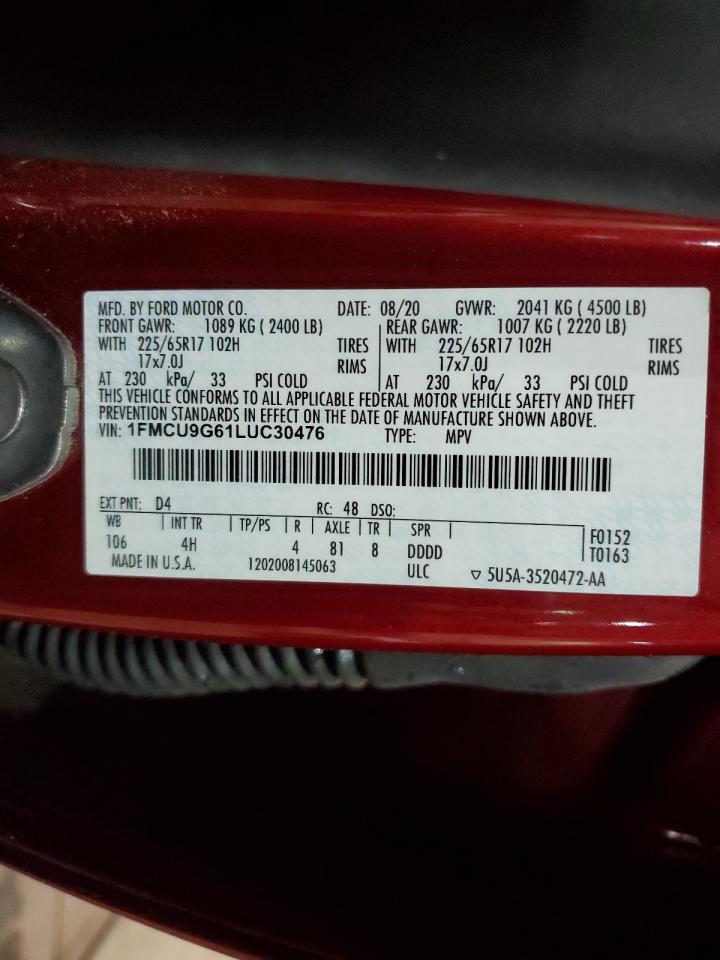 MFD. BY FORD MOTOR CO. DATE: 08/20 GVWR: 2041 KG ( 4500 LB)
FRONT GAWR: 1089 KG ( 2400 LB) REAR GAWR: 1007 KG ( 2220 LB)
WITH 225/65R17 102H TIRES WITH 225/65R17 102H TIRES
17x7.0J RIMS 17x7.0J RIMS
AT 230 kPa/ 33 PSI COLD AT 230 kPa/ 33 PSI COLD
THIS VEHICLE CONFORMS TO ALL APPLICABLE FEDERAL MOTOR VEHICLE SAFETY AND THEFT
PREVENTION STANDARDS IN EFFECT ON THE DATE OF MANUFACTURE SHOWN ABOVE.
VIN: 1FMCU9G61LUC30476 TYPE: MPV
EXT PNT: D4 RC: 48 DSO:
WB INT TR TP/PS R AXLE TR SPR F0152
106 4H 4 81 8 DDDD T0163
MADE IN U.S.A. 1202008145063 ULC ▽ 5U5A-3520472-AA